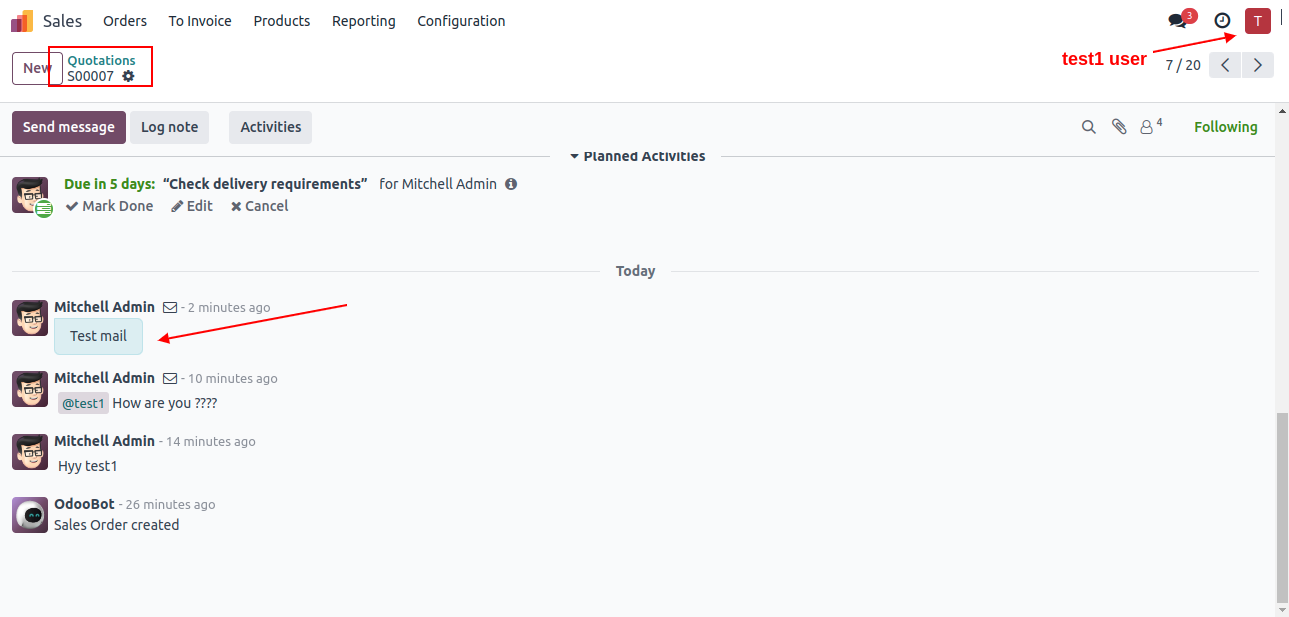 Sales Orders To Invoice Products Reporting Configuration 3 T
New Quotations
S00007
test1 user
7 / 20
Send message Log note Activities 4 Following
Planned Activities
Due in 5 days: “Check delivery requirements” for Mitchell Admin
Mark Done Edit Cancel
Today
Mitchell Admin - 2 minutes ago
Test mail
Mitchell Admin - 10 minutes ago
@test1 How are you ????
Mitchell Admin - 14 minutes ago
Hyy test1
OdooBot - 26 minutes ago
Sales Order created